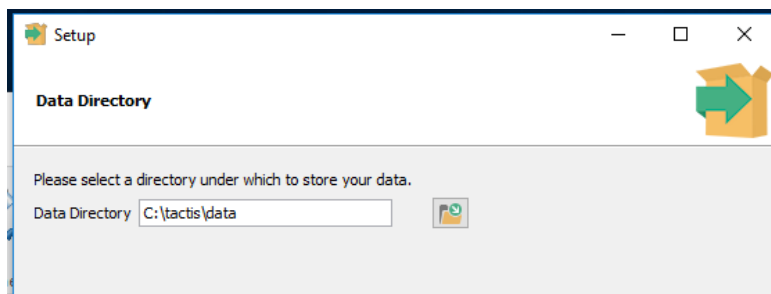 Setup
Data Directory
Please select a directory under which to store your data.
Data Directory C:\tactis\data